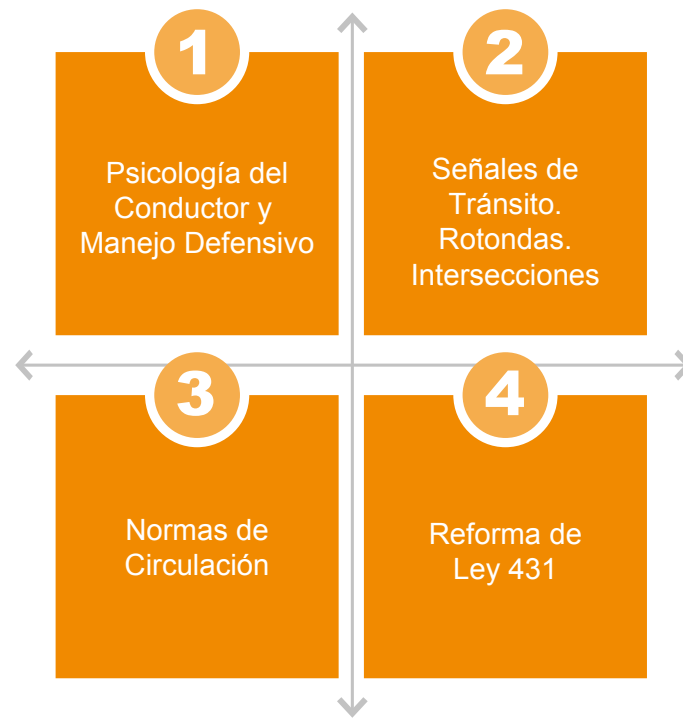 1
Psicología del
Conductor y
Manejo Defensivo
2
Señales de
Tránsito.
Rotondas.
Intersecciones
3
Normas de
Circulación
4
Reforma de
Ley 431